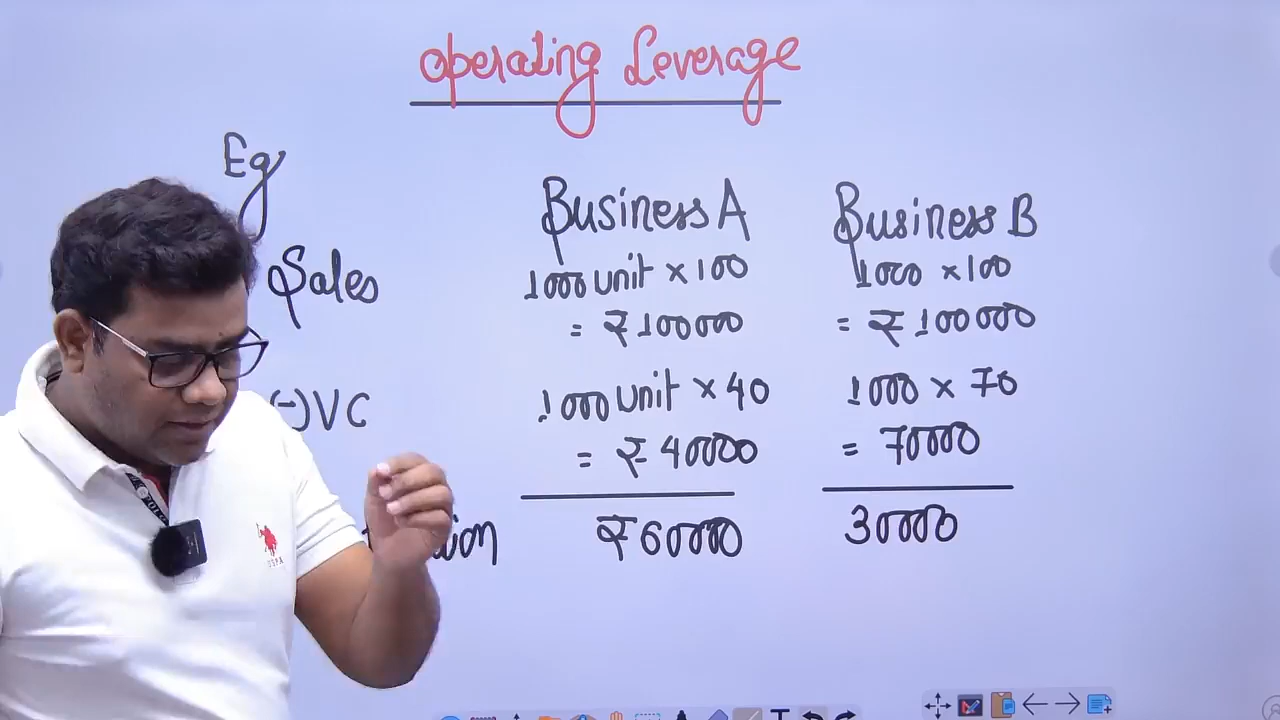 Operating Leverage
Eg
Business A Business B
Sales 1000 unit × 100 1000 × 100
= ₹100000 = ₹100000
(-) VC 1000 unit × 40 1000 × 70
= ₹40000 = 70000
₹60000 30000
USPA